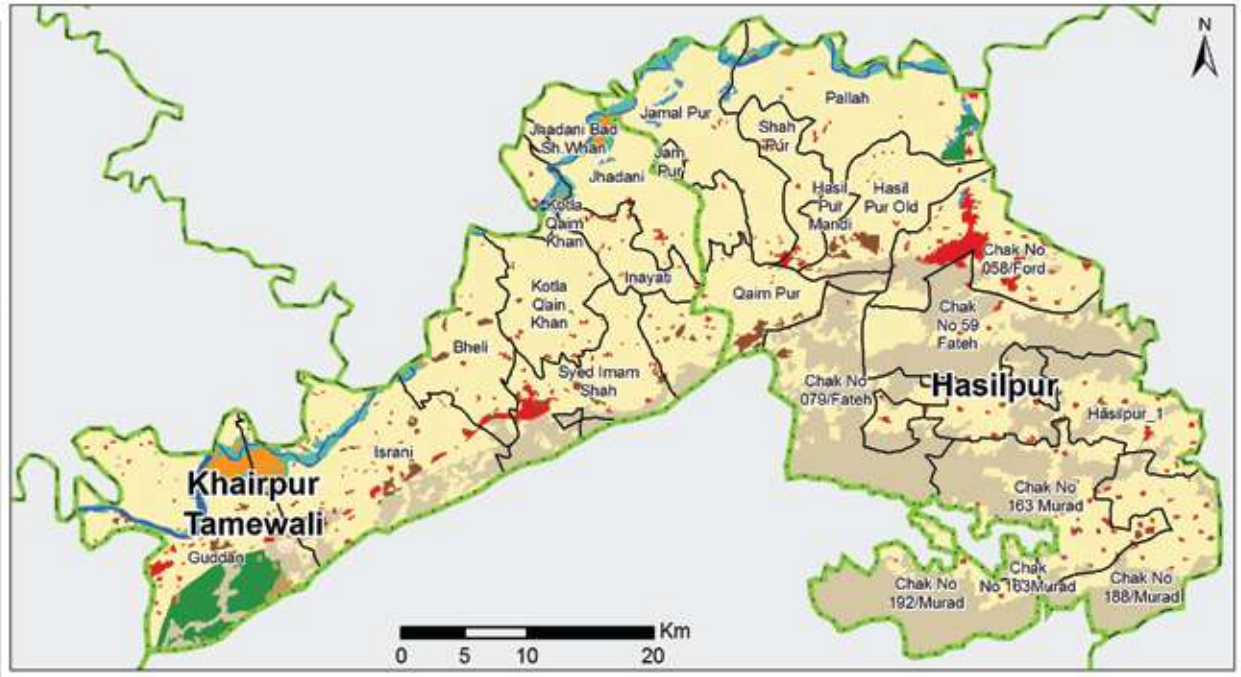 N
Pallah
Jamal Pur
Jhadani Bad
Sh.Whan
Shah
Pur
Jam
Pur
Jhadani
Hasil
Pur
Mandi
Hasil
Pur Old
Kotla
Qaim
Khan
Chak No
058/Ford
Inayati
Qaim Pur
Kotla
Qain
Khan
Chak
No 59
Fateh
Bheli
Syed Imam
Shah
Chak No
079/Fateh
Hasilpur
Hasilpur_1
Israni
Khairpur
Tamewali
Chak No
163 Murad
Guddan
Chak No
192/Murad
Chak
No 163Murad
Chak No
188/Murad
Km
0 5 10 20